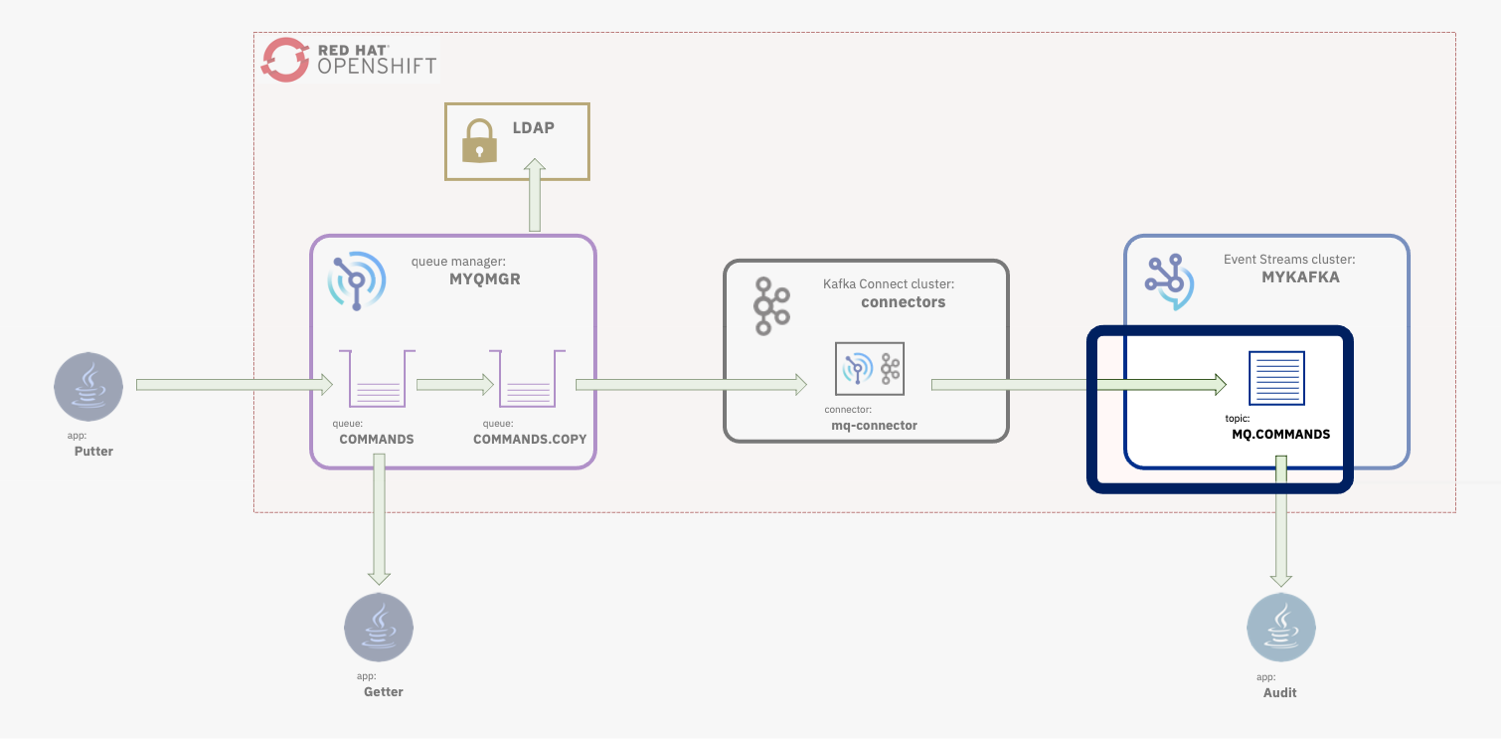 RED HAT
OPENSHIFT
LDAP
queue manager:
MYQMGR
Kafka Connect cluster:
connectors
Event Streams cluster:
MYKAFKA
app:
Putter
queue:
COMMANDS
queue:
COMMANDS.COPY
connector:
mq-connector
topic:
MQ.COMMANDS
app:
Getter
app:
Audit